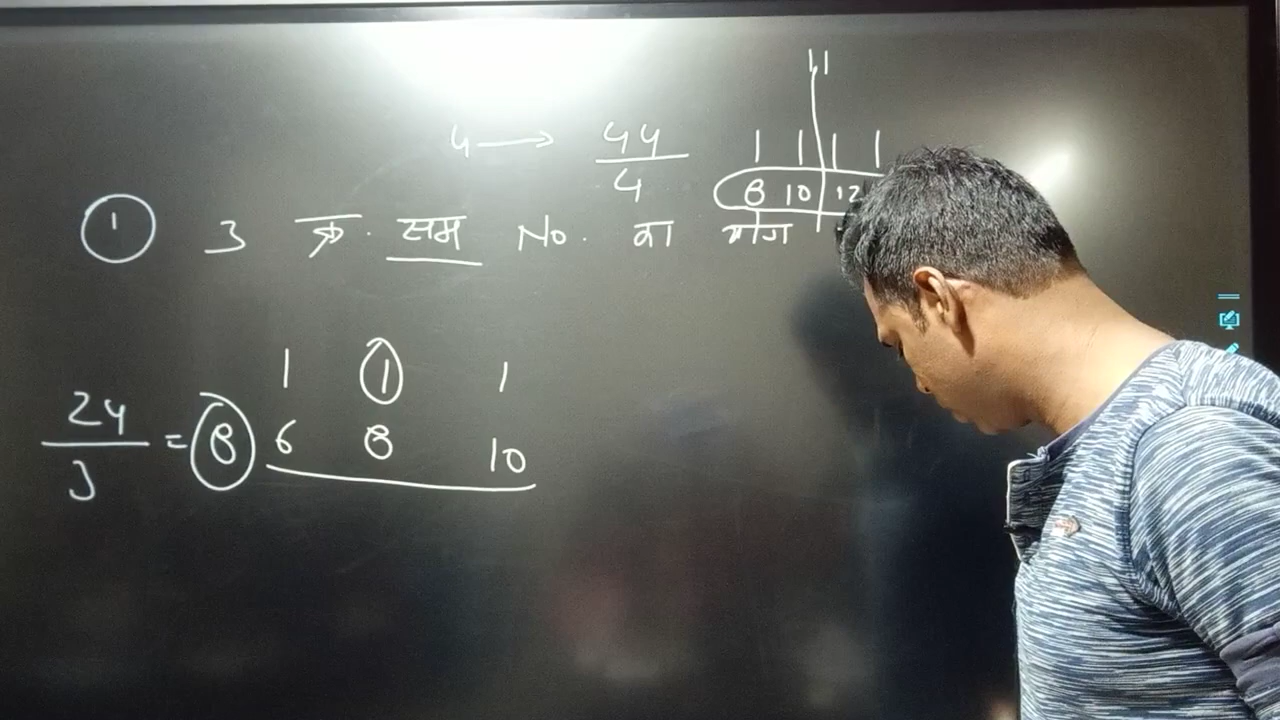 11
4 → 44/4 1 1 1 1
8 10 12
1 3 क्र. सम No. का योग
1 1 1
24/3 = 8 6 8 10